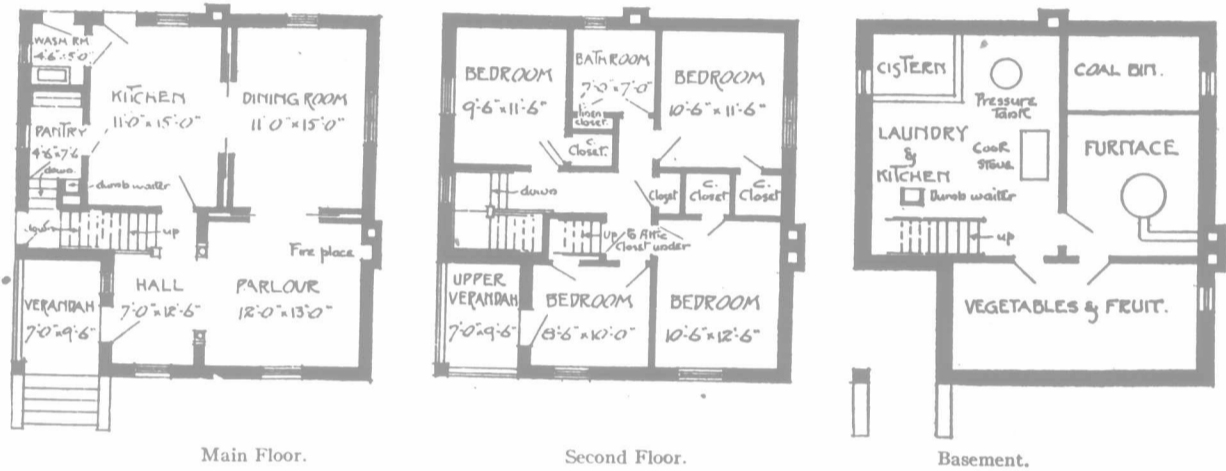 WASH RM.
4'6"x5'0"
KITCHEN
11'0"x15'0"
DINING ROOM
11'0"x15'0"
PANTRY
4'6"x7'6
down
dumb waiter
down
up
Fire place
HALL
7'0"x12'6"
PARLOUR
12'0"x13'0"
VERANDAH
7'0"x9'6"
Main Floor.
BEDROOM
9'-6"x11'-6"
BATHROOM
7'0"x7'0"
BEDROOM
10'-6"x11'-6"
linen
closet.
C.
Closet.
down
Closet
C.
Closet
C.
Closet
up To Attic
Closet under
UPPER
VERANDAH
7'0"x9'-6"
BEDROOM
8'-6"x10'-0"
BEDROOM
10'-6"x12'-6"
Second Floor.
CISTERN
Pressure
Tank
COAL BIN.
LAUNDRY
&
KITCHEN
COOK
STOVE
FURNACE
Dumb waiter
up
VEGETABLES & FRUIT.
Basement.